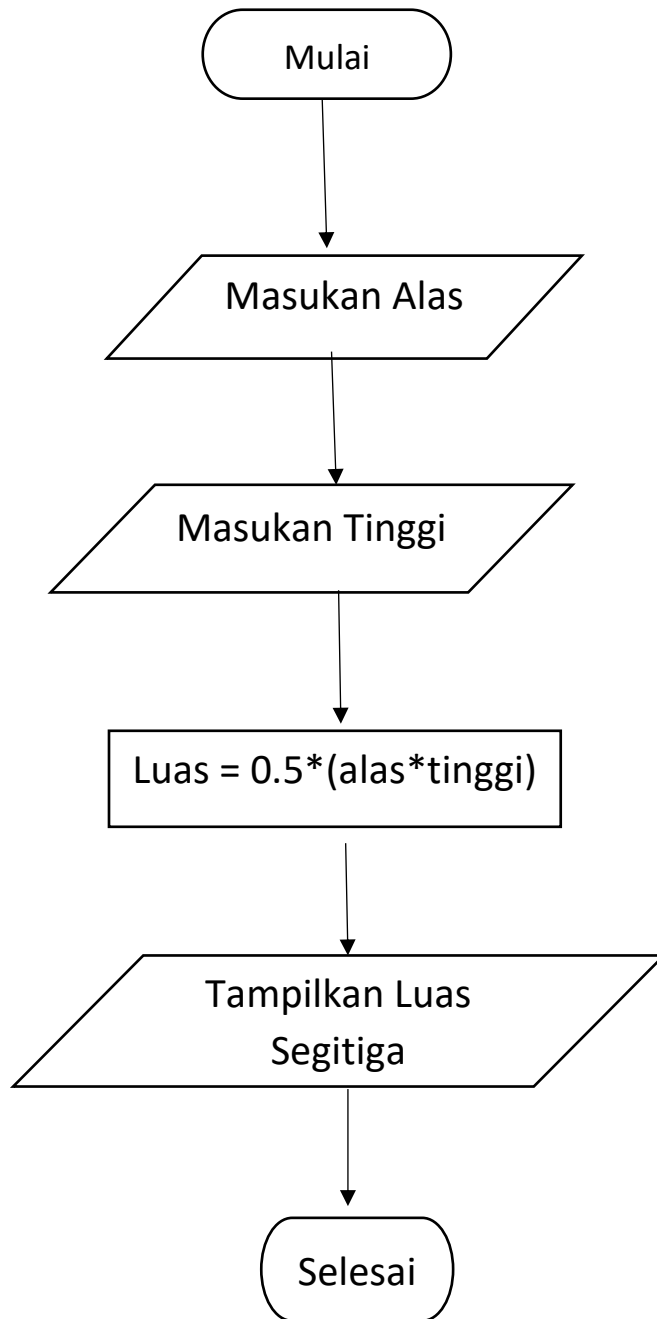 Mulai
Masukan Alas
Masukan Tinggi
Luas = 0.5*(alas*tinggi)
Tampilkan Luas
Segitiga
Selesai